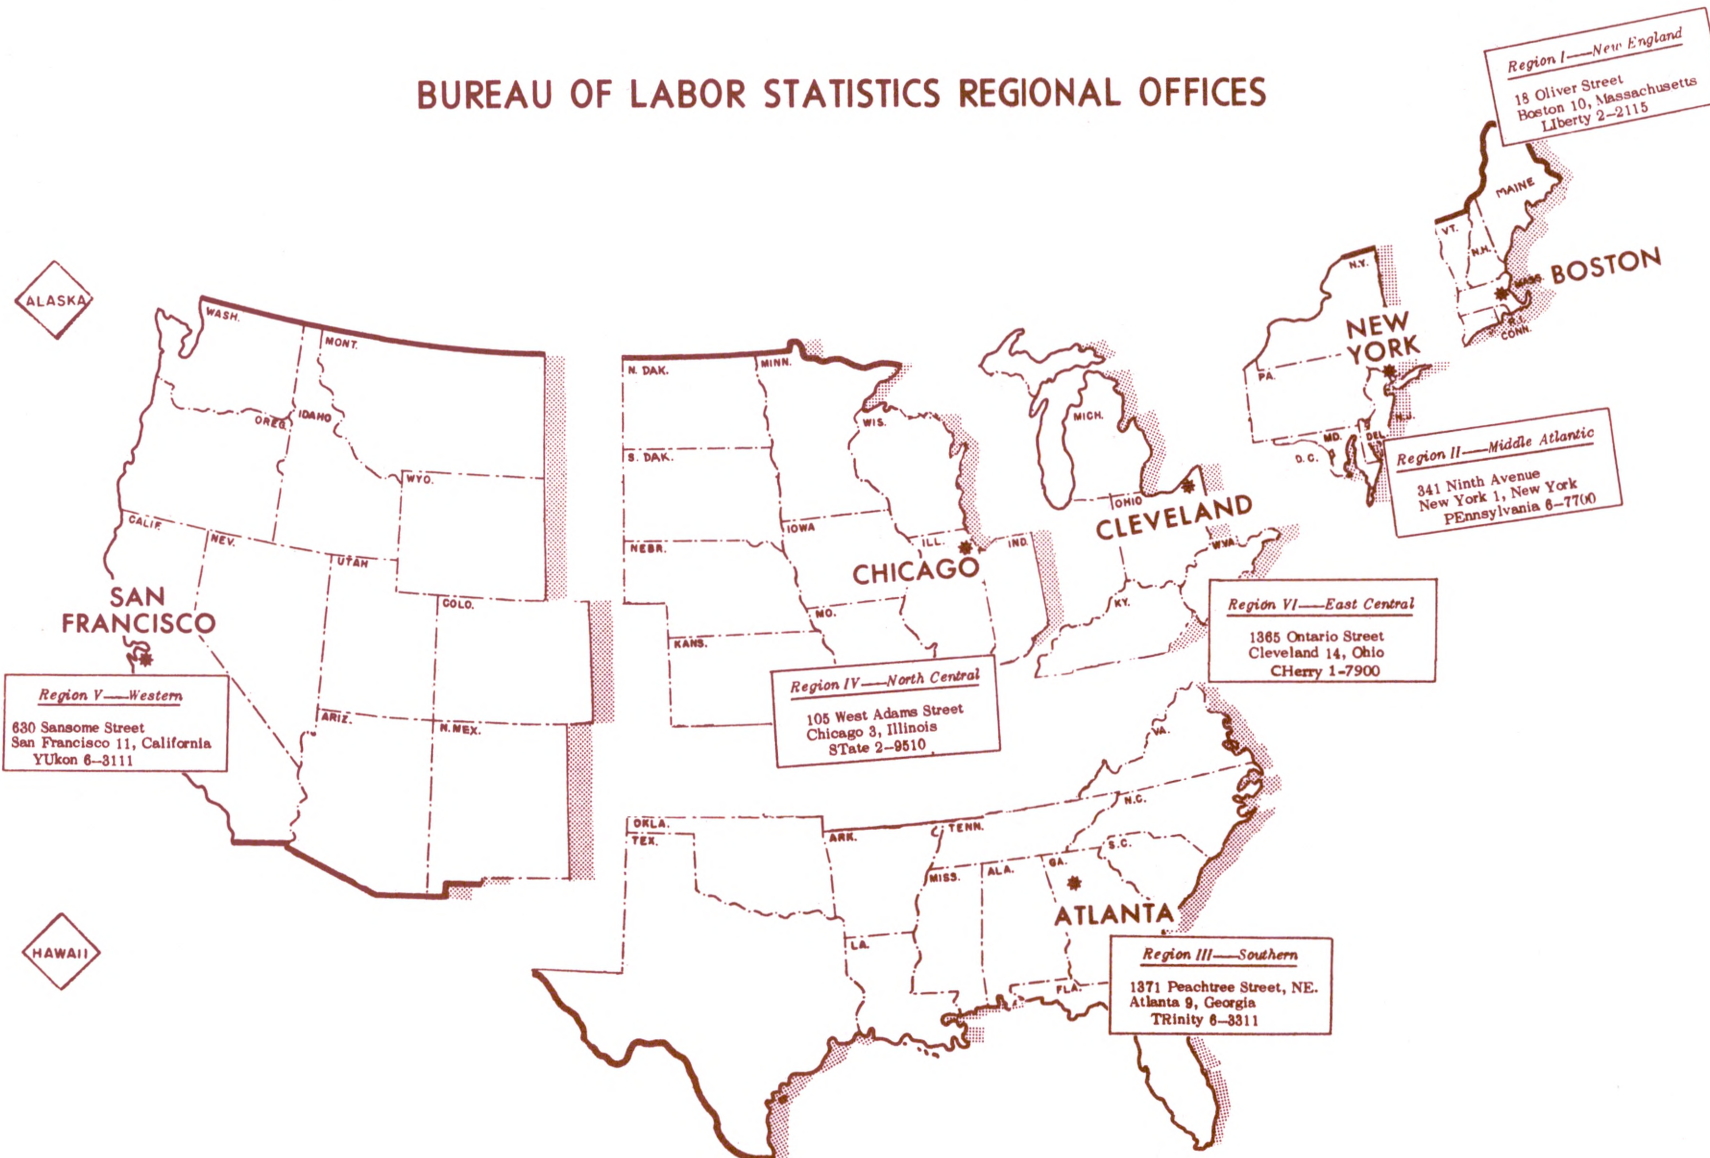 BUREAU OF LABOR STATISTICS REGIONAL OFFICES
Region I—New England
18 Oliver Street
Boston 10, Massachusetts
LIberty 2-2115
MAINE
VT.
N.H.
MASS.
BOSTON
R.I.
CONN.
N.Y.
NEW
YORK
PA.
N.J.
MD.
DEL.
D.C.
Region II—Middle Atlantic
341 Ninth Avenue
New York 1, New York
PEnnsylvania 6-7700
ALASKA
WASH.
MONT.
OREG.
IDAHO
WYO.
CALIF.
NEV.
UTAH
COLO.
SAN
FRANCISCO
ARIZ.
N.MEX.
Region V—Western
630 Sansome Street
San Francisco 11, California
YUkon 6-3111
N. DAK.
MINN.
WIS.
S. DAK.
IOWA
NEBR.
ILL.
IND.
CHICAGO
MO.
KANS.
Region IV—North Central
105 West Adams Street
Chicago 3, Illinois
STate 2-9510
MICH.
OHIO
CLEVELAND
W.VA.
KY.
Region VI—East Central
1365 Ontario Street
Cleveland 14, Ohio
CHerry 1-7900
VA.
N.C.
OKLA.
TEX.
ARK.
TENN.
S.C.
MISS.
ALA.
GA.
ATLANTA
LA.
FLA.
Region III—Southern
1371 Peachtree Street, NE.
Atlanta 9, Georgia
TRinity 6-3311
HAWAII